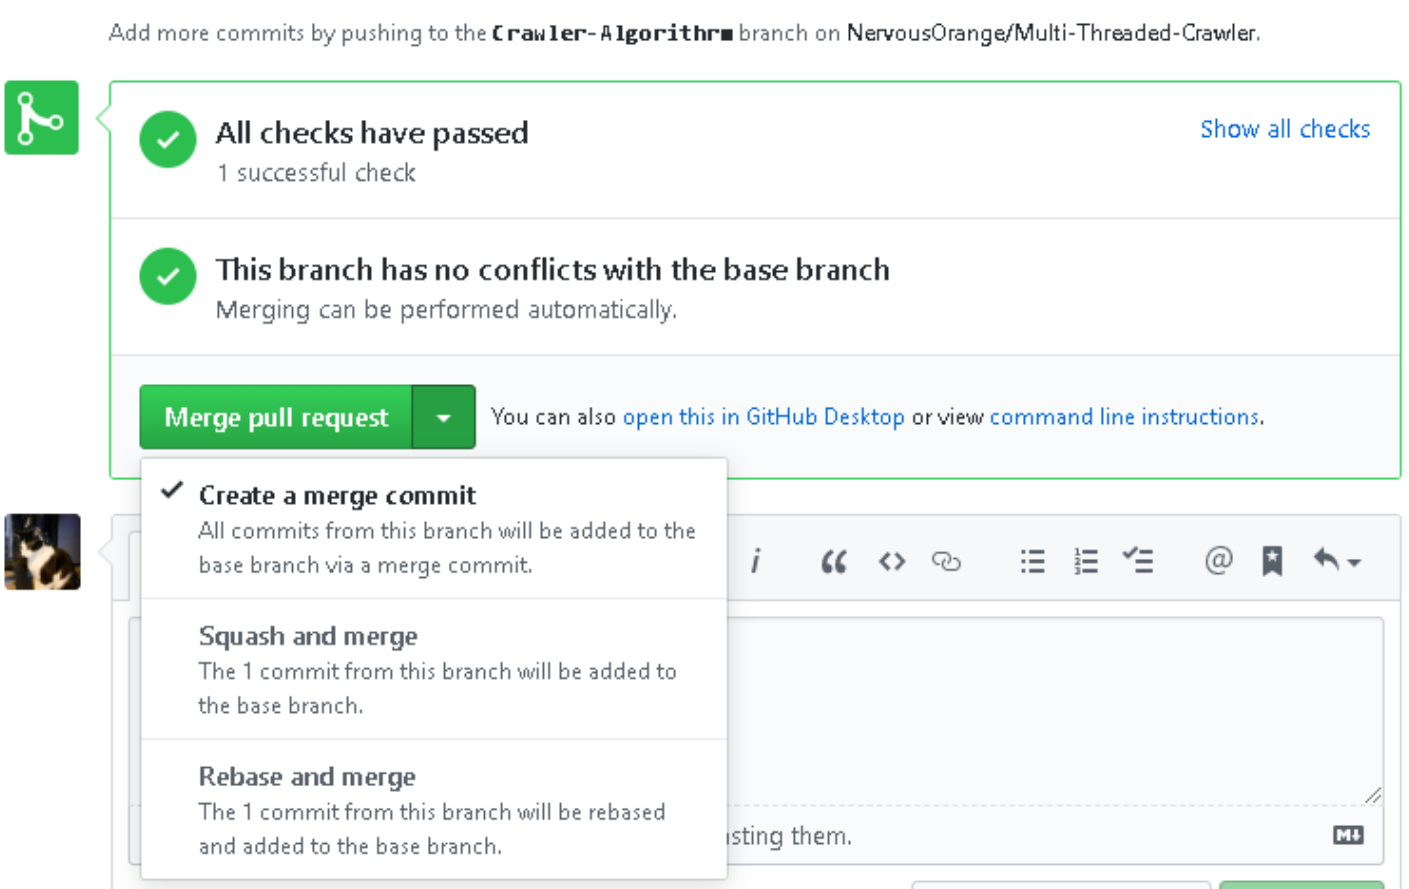 Add more commits by pushing to the Crawler-Algorithm branch on NervousOrange/Multi-Threaded-Crawler.
All checks have passed
Show all checks
1 successful check
This branch has no conflicts with the base branch
Merging can be performed automatically.
Merge pull request
You can also open this in GitHub Desktop or view command line instructions.
Create a merge commit
All commits from this branch will be added to the
base branch via a merge commit.
Squash and merge
The 1 commit from this branch will be added to
the base branch.
Rebase and merge
The 1 commit from this branch will be rebased
and added to the base branch.
them.